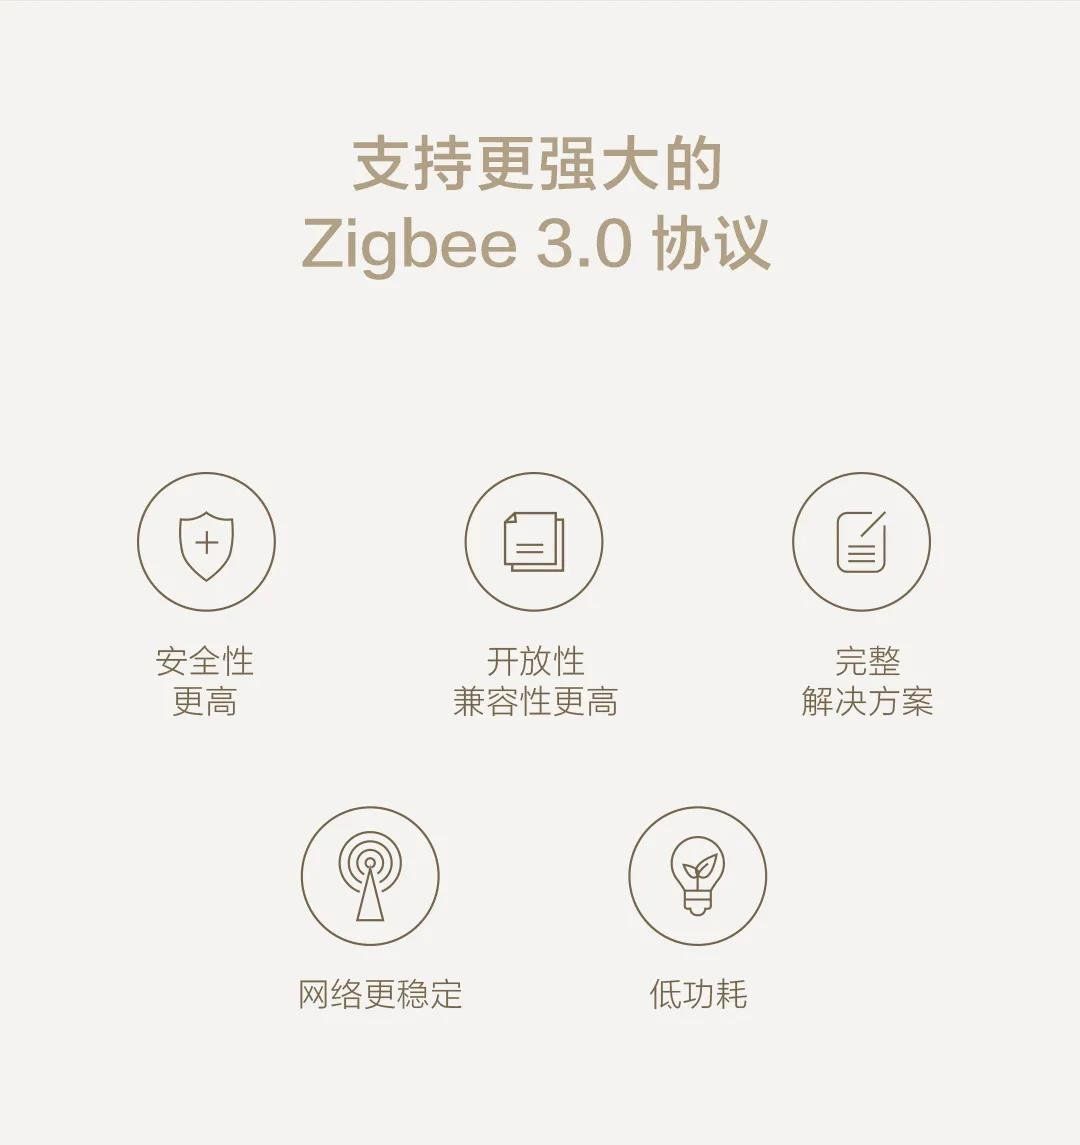 支持更强大的
Zigbee 3.0 协议
安全性
更高
开放性
兼容性更高
完整
解决方案
网络更稳定
低功耗